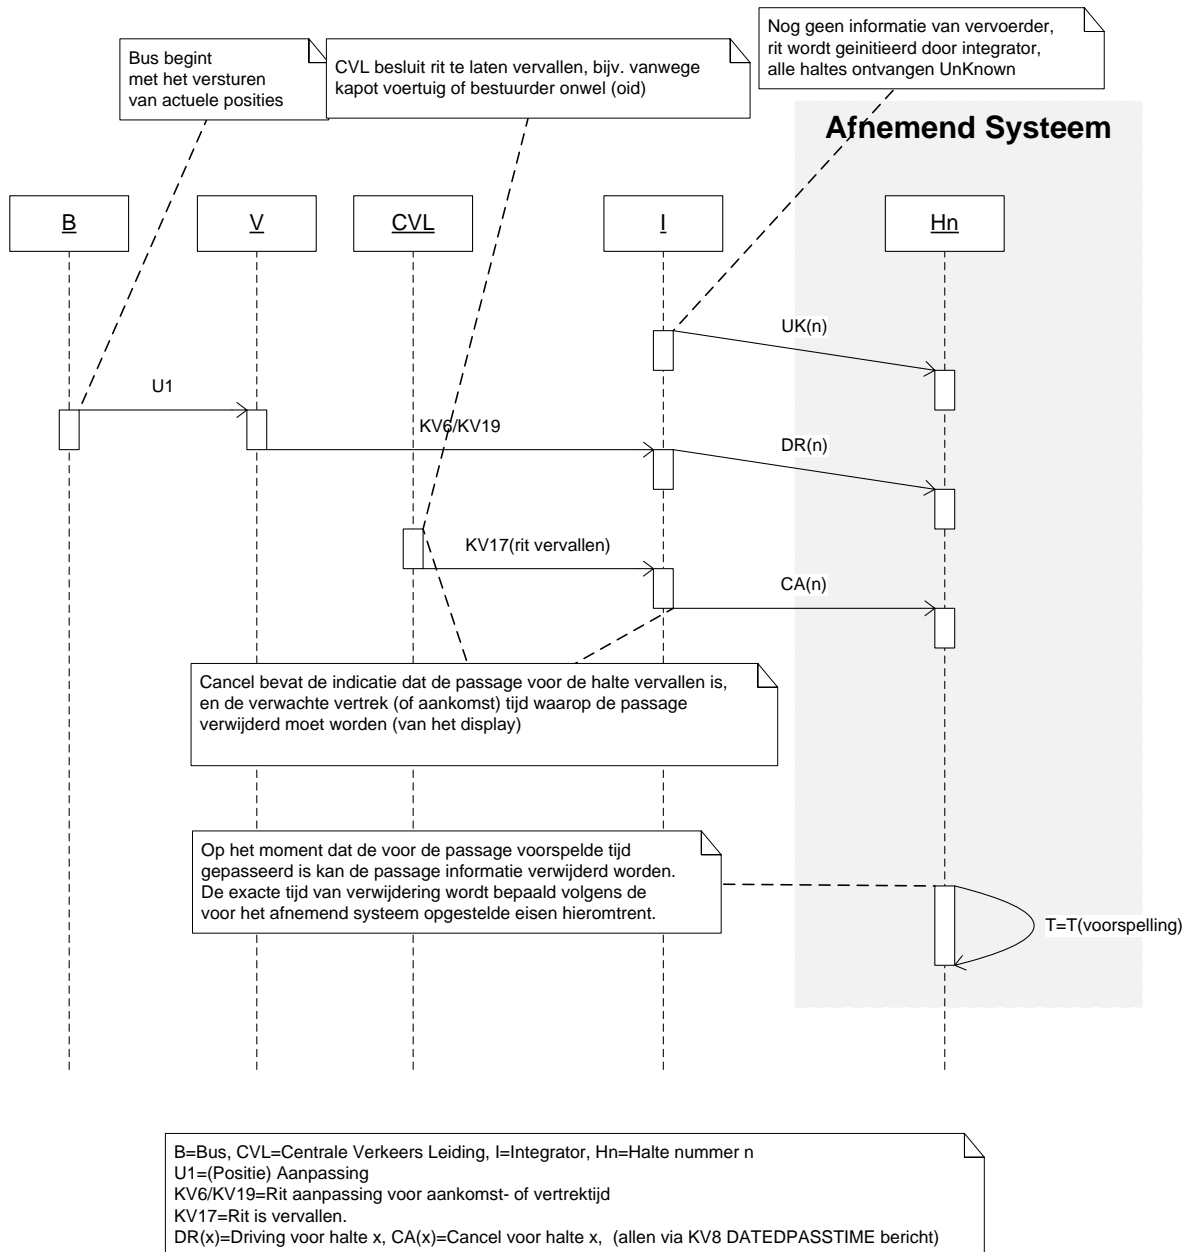 Nog geen informatie van vervoerder,
rit wordt geinitieerd door integrator,
alle haltes ontvangen UnKnown
Bus begint
met het versturen
van actuele posities
CVL besluit rit te laten vervallen, bijv. vanwege
kapot voertuig of bestuurder onwel (oid)
Afnemend Systeem
B
V
CVL
I
Hn
UK(n)
U1
KV6/KV19
DR(n)
KV17(rit vervallen)
CA(n)
Cancel bevat de indicatie dat de passage voor de halte vervallen is,
en de verwachte vertrek (of aankomst) tijd waarop de passage
verwijderd moet worden (van het display)
Op het moment dat de voor de passage voorspelde tijd
gepasseerd is kan de passage informatie verwijderd worden.
De exacte tijd van verwijdering wordt bepaald volgens de
voor het afnemend systeem opgestelde eisen hieromtrent.
T=T(voorspelling)
B=Bus, CVL=Centrale Verkeers Leiding, I=Integrator, Hn=Halte nummer n
U1=(Positie) Aanpassing
KV6/KV19=Rit aanpassing voor aankomst- of vertrektijd
KV17=Rit is vervallen.
DR(x)=Driving voor halte x, CA(x)=Cancel voor halte x,  (allen via KV8 DATEDPASSTIME bericht)